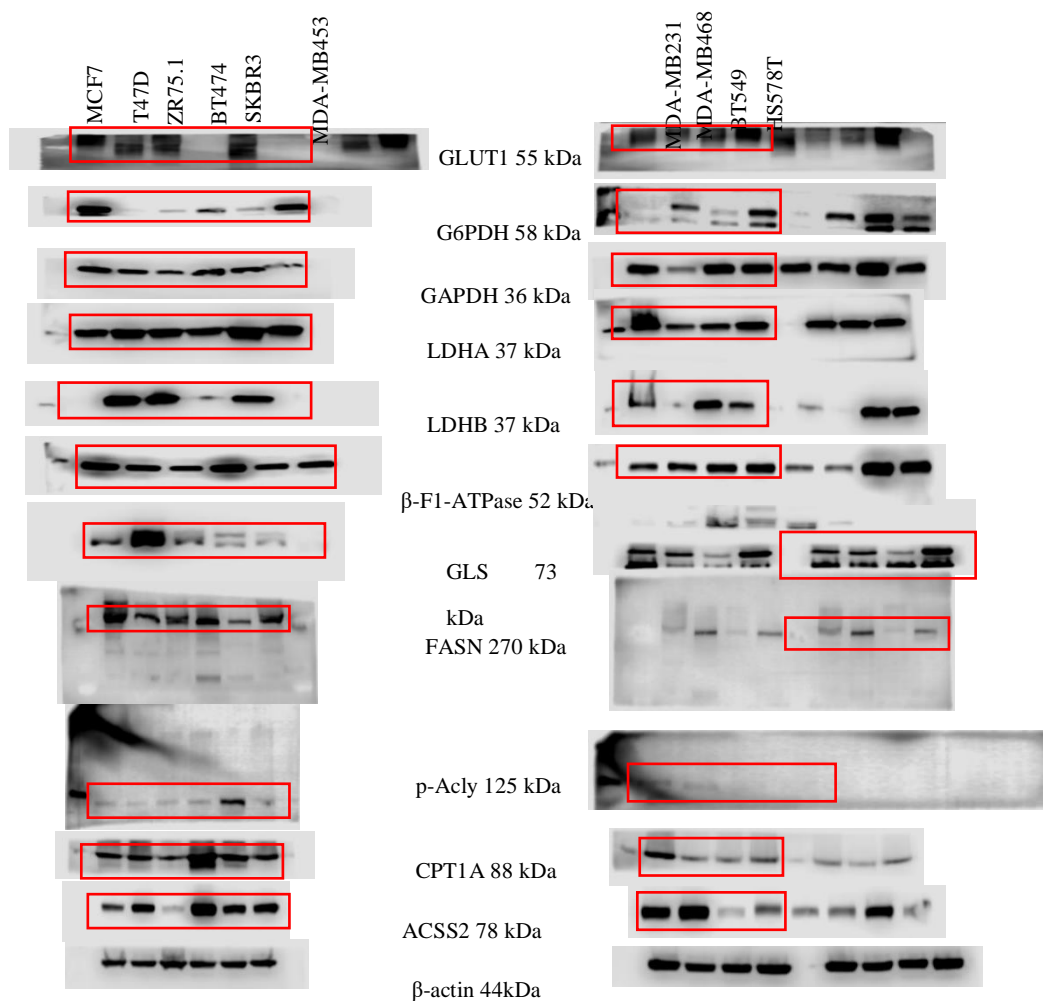 MCF7
T47D
ZR75.1
BT474
SKBR3
MDA-MB453
MDA-MB231
MDA-MB468
BT549
HS578T
GLUT1 55 kDa
G6PDH 58 kDa
GAPDH 36 kDa
LDHA 37 kDa
LDHB 37 kDa
β-F1-ATPase 52 kDa
GLS 73
kDa
FASN 270 kDa
p-Acly 125 kDa
CPT1A 88 kDa
ACSS2 78 kDa
β-actin 44kDa